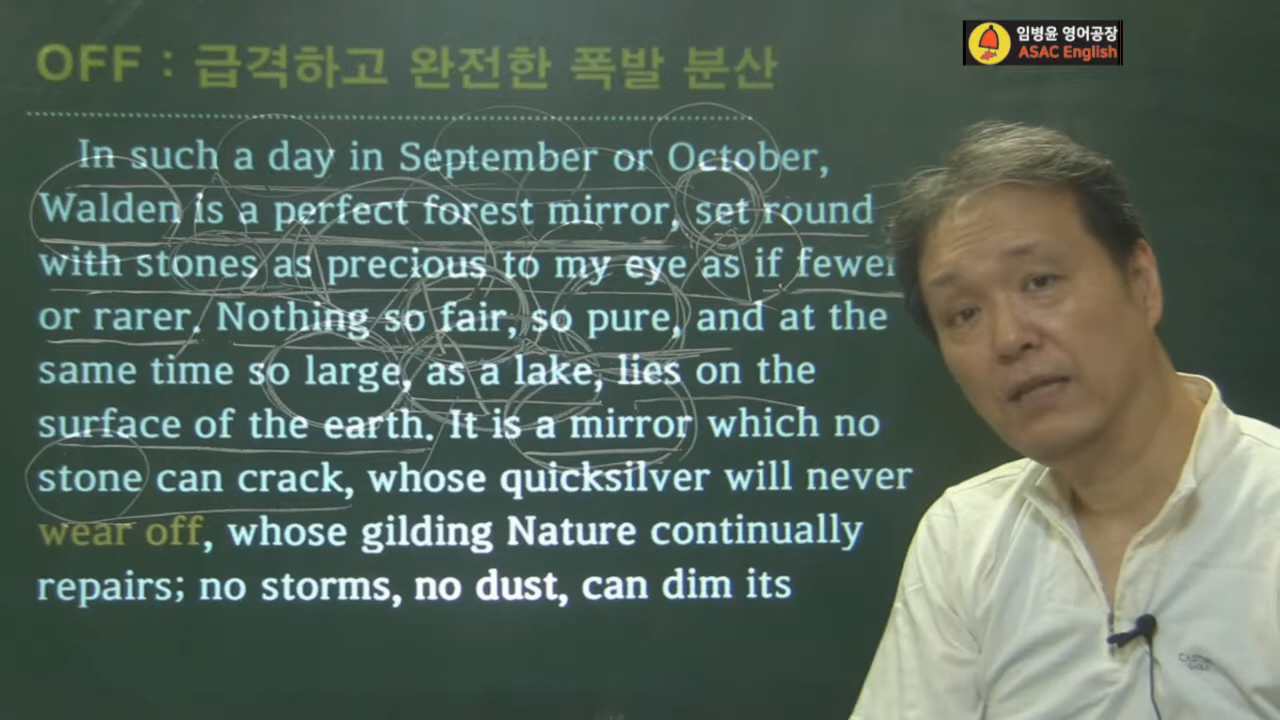 임병윤 영어공장
ASAC English
OFF : 급격하고 완전한 폭발 분산
In such a day in September or October,
Walden is a perfect forest mirror, set round
with stones as precious to my eye as if fewer
or rarer. Nothing so fair, so pure, and at the
same time so large, as a lake, lies on the
surface of the earth. It is a mirror which no
stone can crack, whose quicksilver will never
wear off, whose gilding Nature continually
repairs; no storms, no dust, can dim its